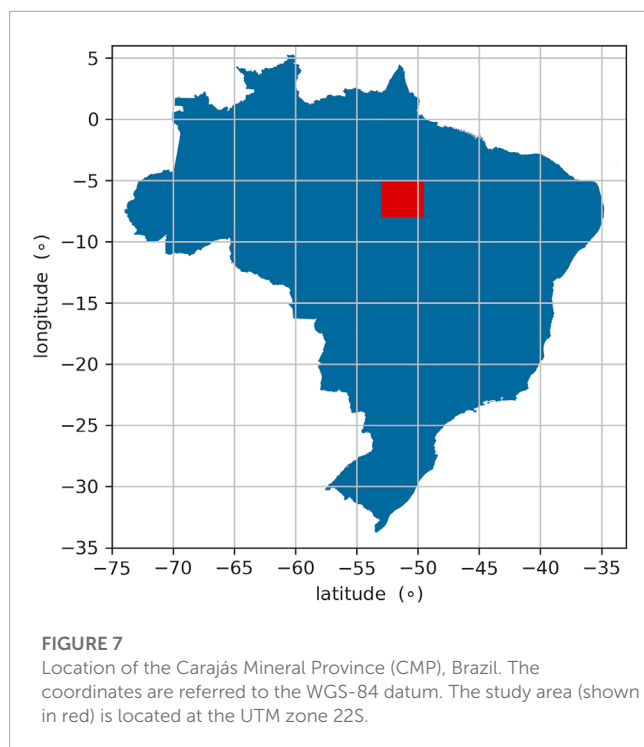 5
0
−5
−10
−15
−20
−25
−30
−35
longitude (∘)
−75 −70 −65 −60 −55 −50 −45 −40 −35
latitude (∘)
FIGURE 7
Location of the Carajás Mineral Province (CMP), Brazil. The
coordinates are referred to the WGS-84 datum. The study area (shown
in red) is located at the UTM zone 22S.